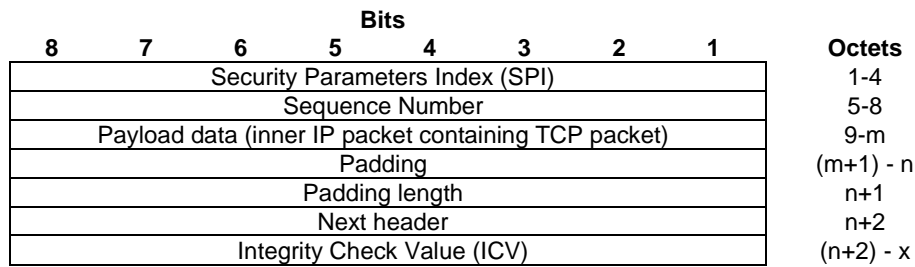 Bits
8 7 6 5 4 3 2 1 Octets
Security Parameters Index (SPI) 1-4
Sequence Number 5-8
Payload data (inner IP packet containing TCP packet) 9-m
Padding (m+1) - n
Padding length n+1
Next header n+2
Integrity Check Value (ICV) (n+2) - x